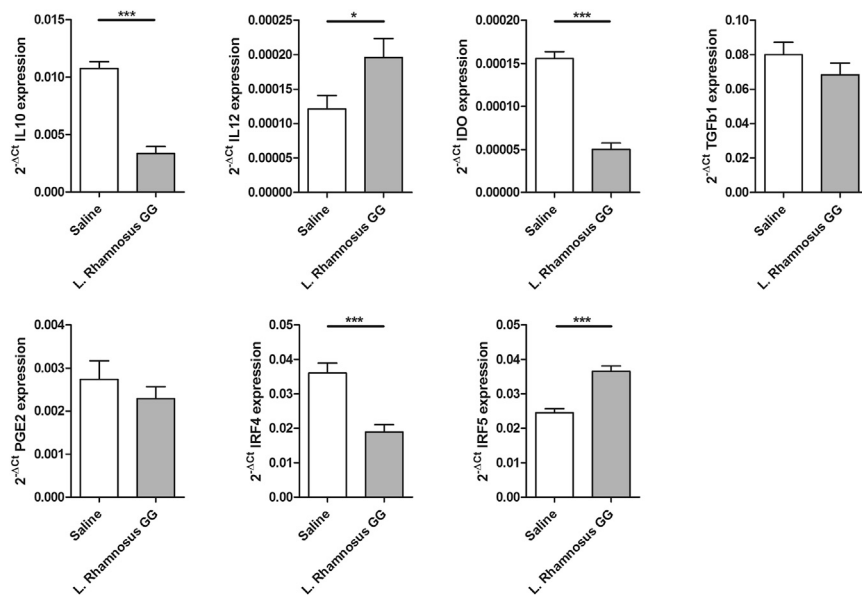 ***
2-ΔCt IL10 expression
0.015
0.010
0.005
0.000
Saline
L. Rhamnosus GG
*
2-ΔCt IL12 expression
0.00025
0.00020
0.00015
0.00010
0.00005
0.00000
Saline
L. Rhamnosus GG
***
2-ΔCt IDO expression
0.00020
0.00015
0.00010
0.00005
0.00000
Saline
L. Rhamnosus GG
2-ΔCt TGFb1 expression
0.10
0.08
0.06
0.04
0.02
0.00
Saline
L. Rhamnosus GG
2-ΔCt PGE2 expression
0.004
0.003
0.002
0.001
0.000
Saline
L. Rhamnosus GG
***
2-ΔCt IRF4 expression
0.05
0.04
0.03
0.02
0.01
0.00
Saline
L. Rhamnosus GG
***
2-ΔCt IRF5 expression
0.05
0.04
0.03
0.02
0.01
0.00
Saline
L. Rhamnosus GG